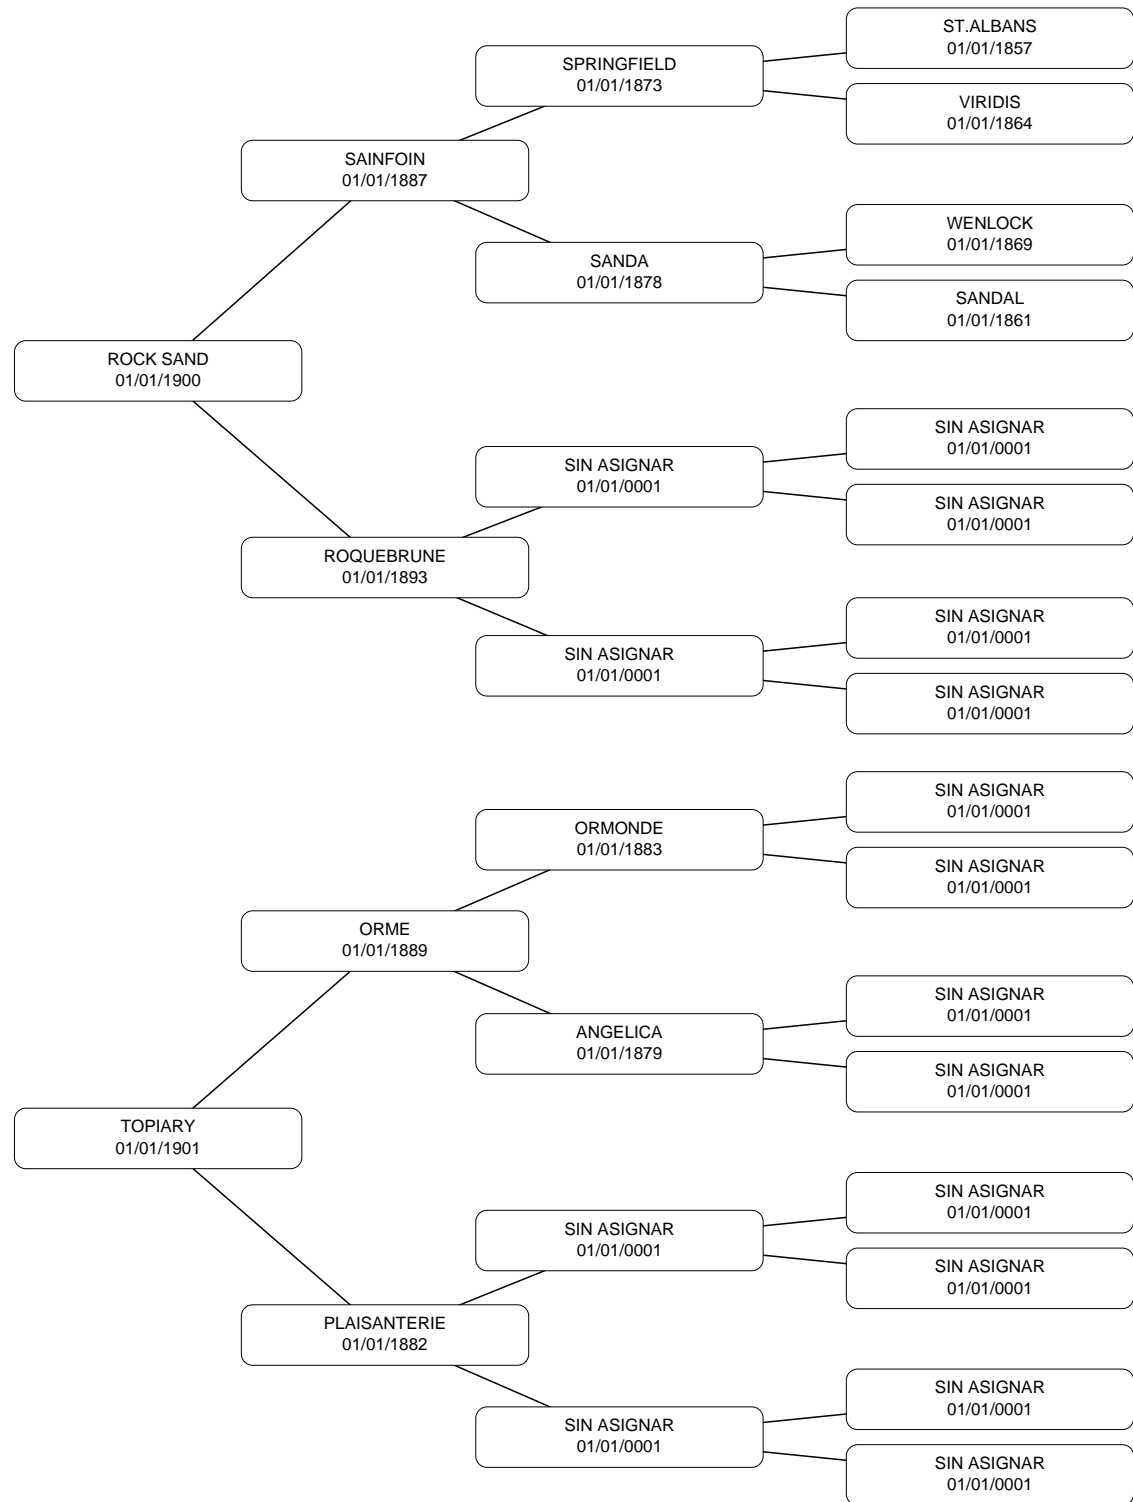 ST.ALBANS
01/01/1857
SPRINGFIELD
01/01/1873
VIRIDIS
01/01/1864
SAINFOIN
01/01/1887
WENLOCK
01/01/1869
SANDA
01/01/1878
SANDAL
01/01/1861
ROCK SAND
01/01/1900
SIN ASIGNAR
01/01/0001
SIN ASIGNAR
01/01/0001
SIN ASIGNAR
01/01/0001
ROQUEBRUNE
01/01/1893
SIN ASIGNAR
01/01/0001
SIN ASIGNAR
01/01/0001
SIN ASIGNAR
01/01/0001
SIN ASIGNAR
01/01/0001
ORMONDE
01/01/1883
SIN ASIGNAR
01/01/0001
ORME
01/01/1889
SIN ASIGNAR
01/01/0001
ANGELICA
01/01/1879
SIN ASIGNAR
01/01/0001
TOPIARY
01/01/1901
SIN ASIGNAR
01/01/0001
SIN ASIGNAR
01/01/0001
SIN ASIGNAR
01/01/0001
PLAISANTERIE
01/01/1882
SIN ASIGNAR
01/01/0001
SIN ASIGNAR
01/01/0001
SIN ASIGNAR
01/01/0001